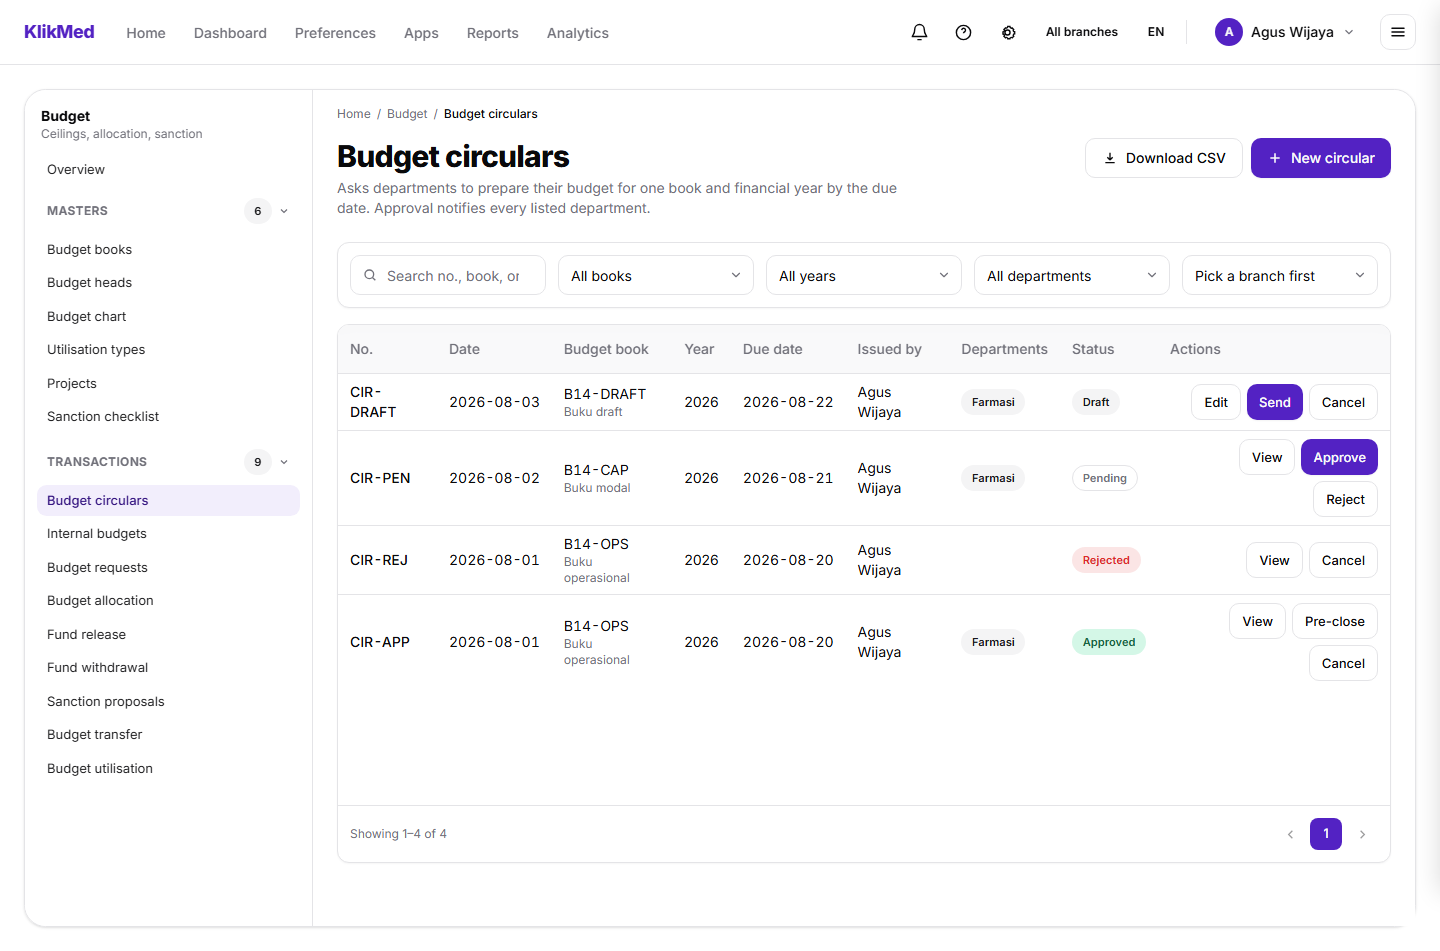 KlikMed
Home
Dashboard
Preferences
Apps
Reports
Analytics
All branches
EN
A
Agus Wijaya
Budget
Ceilings, allocation, sanction
Overview
MASTERS
6
Budget books
Budget heads
Budget chart
Utilisation types
Projects
Sanction checklist
TRANSACTIONS
9
Budget circulars
Internal budgets
Budget requests
Budget allocation
Fund release
Fund withdrawal
Sanction proposals
Budget transfer
Budget utilisation
Home / Budget / Budget circulars
Budget circulars
Asks departments to prepare their budget for one book and financial year by the due
date. Approval notifies every listed department.
Download CSV
New circular
Search no., book, or
All books
All years
All departments
Pick a branch first
No. Date Budget book Year Due date Issued by Departments Status Actions
CIR-
DRAFT
2026-08-03
B14-DRAFT
Buku draft
2026
2026-08-22
Agus
Wijaya
Farmasi
Draft
Edit
Send
Cancel
CIR-PEN
2026-08-02
B14-CAP
Buku modal
2026
2026-08-21
Agus
Wijaya
Farmasi
Pending
View
Approve
Reject
CIR-REJ
2026-08-01
B14-OPS
Buku
operasional
2026
2026-08-20
Agus
Wijaya
Rejected
View
Cancel
CIR-APP
2026-08-01
B14-OPS
Buku
operasional
2026
2026-08-20
Agus
Wijaya
Farmasi
Approved
View
Pre-close
Cancel
Showing 1–4 of 4
1